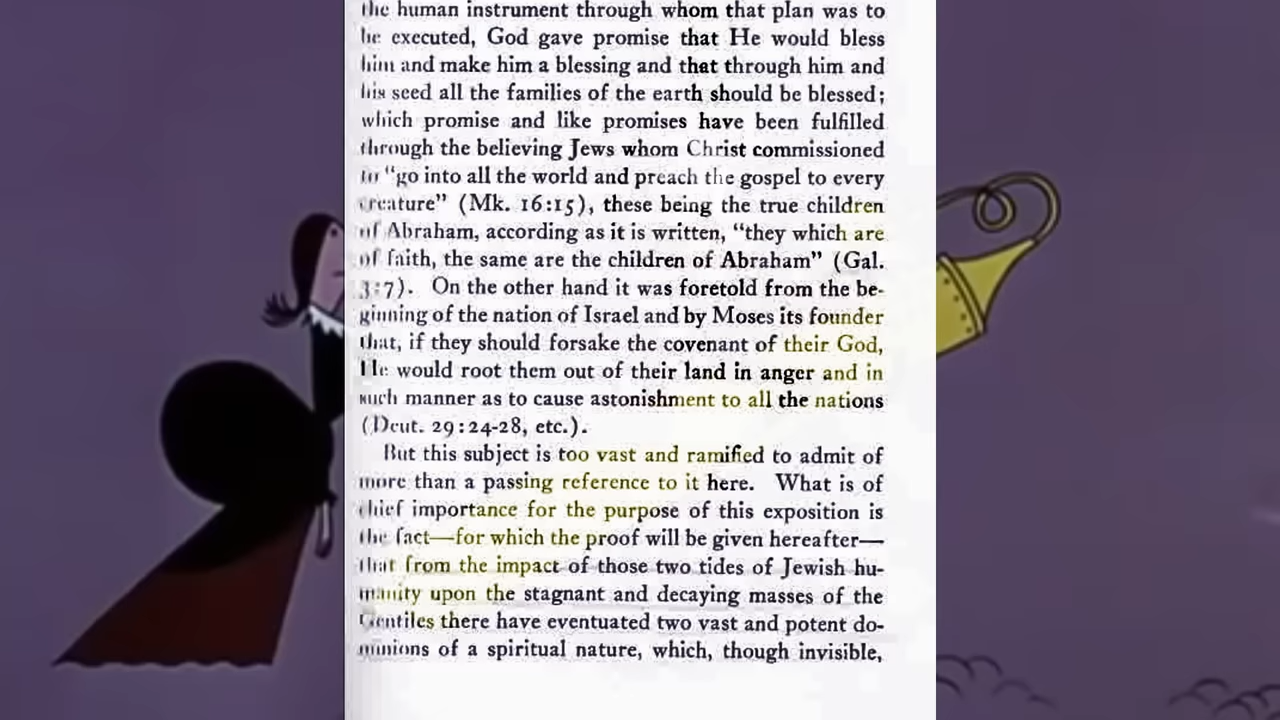 the human instrument through whom that plan was to
be executed, God gave promise that He would bless
him and make him a blessing and that through him and
his seed all the families of the earth should be blessed;
which promise and like promises have been fulfilled
through the believing Jews whom Christ commissioned
to "go into all the world and preach the gospel to every
creature" (Mk. 16:15), these being the true children
of Abraham, according as it is written, "they which are
of faith, the same are the children of Abraham" (Gal.
3:7). On the other hand it was foretold from the be-
ginning of the nation of Israel and by Moses its founder
that, if they should forsake the covenant of their God,
He would root them out of their land in anger and in
such manner as to cause astonishment to all the nations
(Deut. 29:24-28, etc.).
But this subject is too vast and ramified to admit of
more than a passing reference to it here. What is of
chief importance for the purpose of this exposition is
the fact—for which the proof will be given hereafter—
that from the impact of those two tides of Jewish hu-
manity upon the stagnant and decaying masses of the
Gentiles there have eventuated two vast and potent do-
minions of a spiritual nature, which, though invisible,